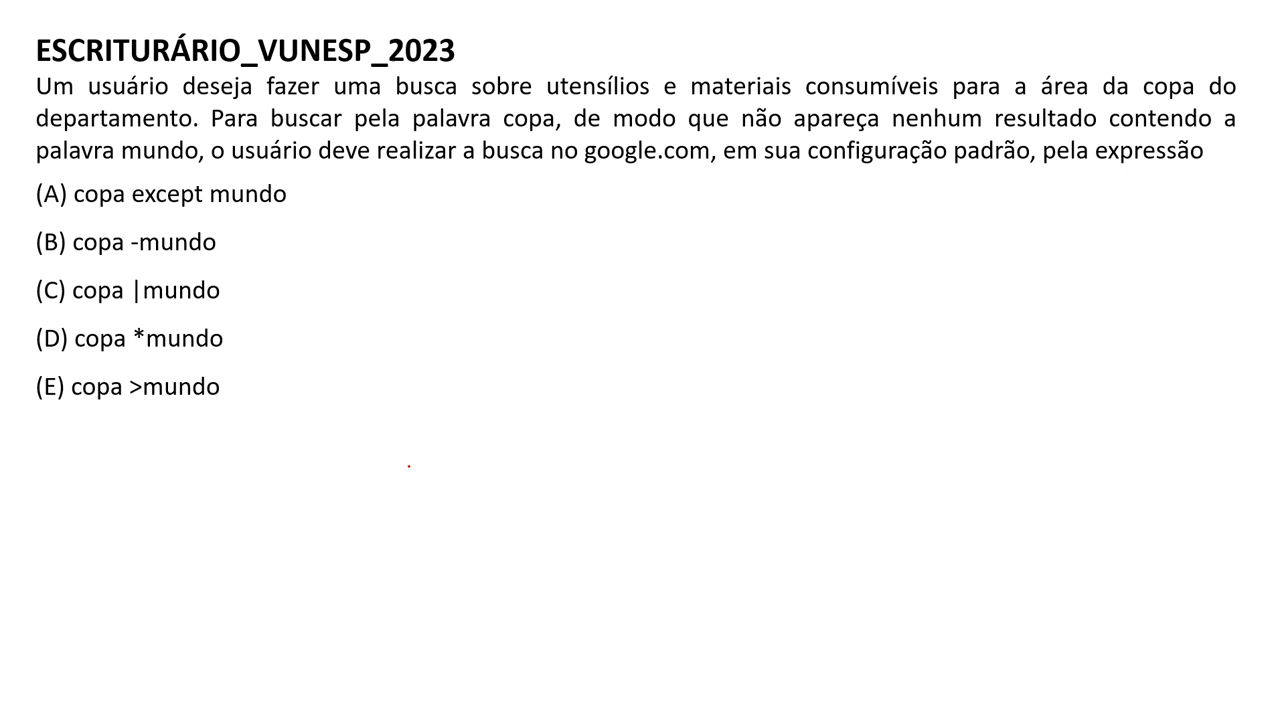 ESCRITURÁRIO_VUNESP_2023
Um usuário deseja fazer uma busca sobre utensílios e materiais consumíveis para a área da copa do
departamento. Para buscar pela palavra copa, de modo que não apareça nenhum resultado contendo a
palavra mundo, o usuário deve realizar a busca no google.com, em sua configuração padrão, pela expressão
(A) copa except mundo
(B) copa -mundo
(C) copa |mundo
(D) copa *mundo
(E) copa >mundo